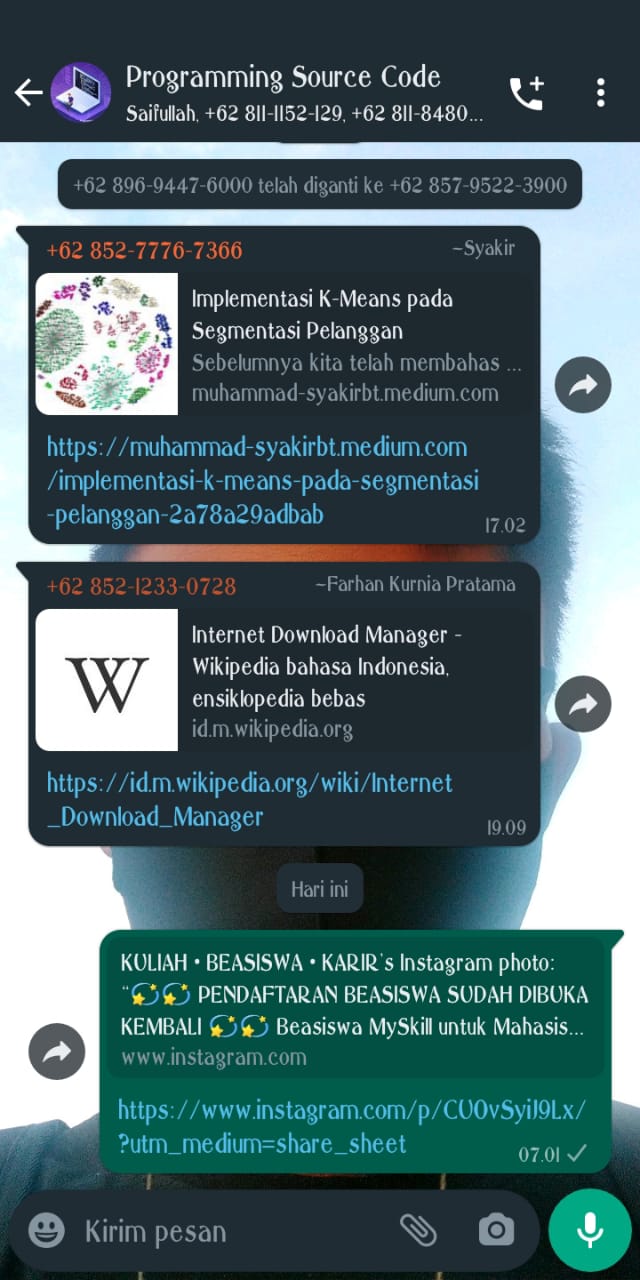 Programming Source Code
Saifullah, +62 811-1152-129, +62 811-8480...
+62 896-9447-6000 telah diganti ke +62 857-9522-3900
+62 852-7776-7366
~Syakir
Implementasi K-Means pada
Segmentasi Pelanggan
Sebelumnya kita telah membahas ...
muhammad-syakirbt.medium.com
https://muhammad-syakirbt.medium.com
/implementasi-k-means-pada-segmentasi
-pelanggan-2a78a29adbab
17.02
+62 852-1233-0728
~Farhan Kurnia Pratama
W
Internet Download Manager -
Wikipedia bahasa Indonesia,
ensiklopedia bebas
id.m.wikipedia.org
https://id.m.wikipedia.org/wiki/Internet
_Download_Manager
19.09
Hari ini
KULIAH • BEASISWA • KARIR's Instagram photo:
“💫💫 PENDAFTARAN BEASISWA SUDAH DIBUKA
KEMBALI 💫💫 Beasiswa MySkill untuk Mahasis...
www.instagram.com
https://www.instagram.com/p/CU0vSyiJ9Lx/
?utm_medium=share_sheet
07.01
Kirim pesan